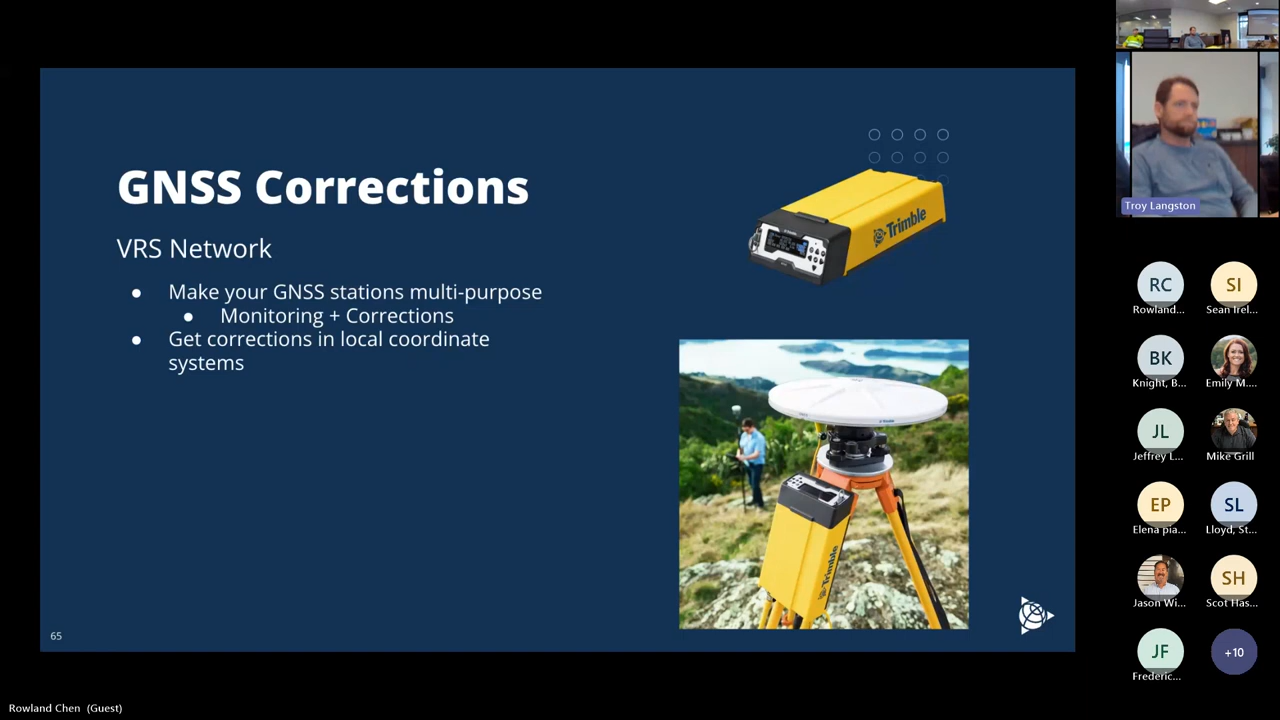 GNSS Corrections
VRS Network
● Make your GNSS stations multi-purpose
● Monitoring + Corrections
● Get corrections in local coordinate
systems
Trimble
Trimble
65
Troy Langston
RC
Rowland...
SI
Sean Irel...
BK
Knight, B...
Emily M....
JL
Jeffrey L...
Mike Grill
EP
Elena pia...
SL
Lloyd, St...
Jason Wi...
SH
Scot Has...
JF
Frederic...
+10
Rowland Chen (Guest)